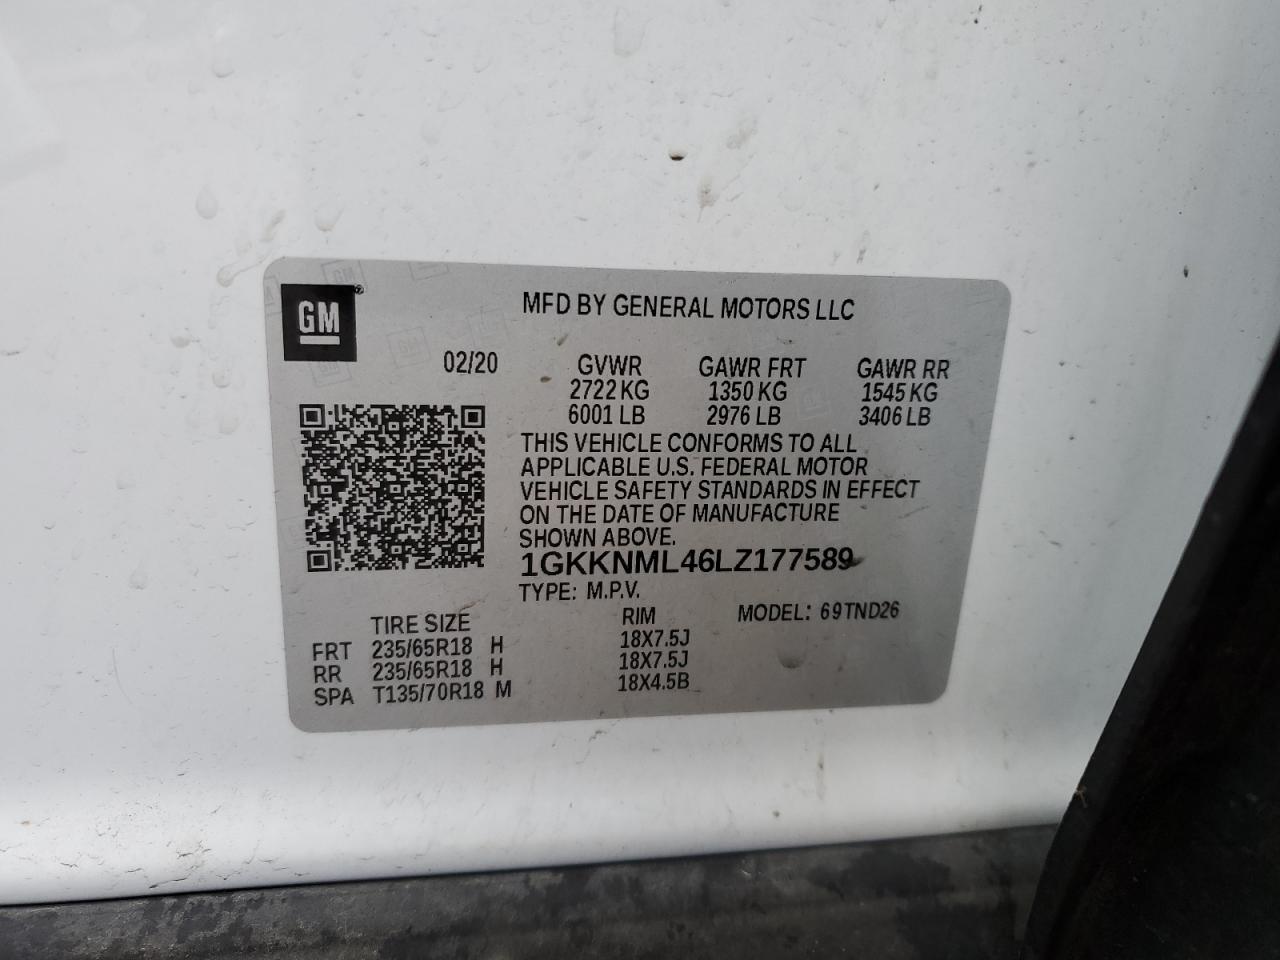 GM
MFD BY GENERAL MOTORS LLC
02/20 GVWR GAWR FRT GAWR RR
2722 KG 1350 KG 1545 KG
6001 LB 2976 LB 3406 LB
THIS VEHICLE CONFORMS TO ALL
APPLICABLE U.S. FEDERAL MOTOR
VEHICLE SAFETY STANDARDS IN EFFECT
ON THE DATE OF MANUFACTURE
SHOWN ABOVE.
1GKKNML46LZ177589
TYPE: M.P.V.
TIRE SIZE RIM MODEL: 69TND26
FRT 235/65R18 H 18X7.5J
RR 235/65R18 H 18X7.5J
SPA T135/70R18 M 18X4.5B